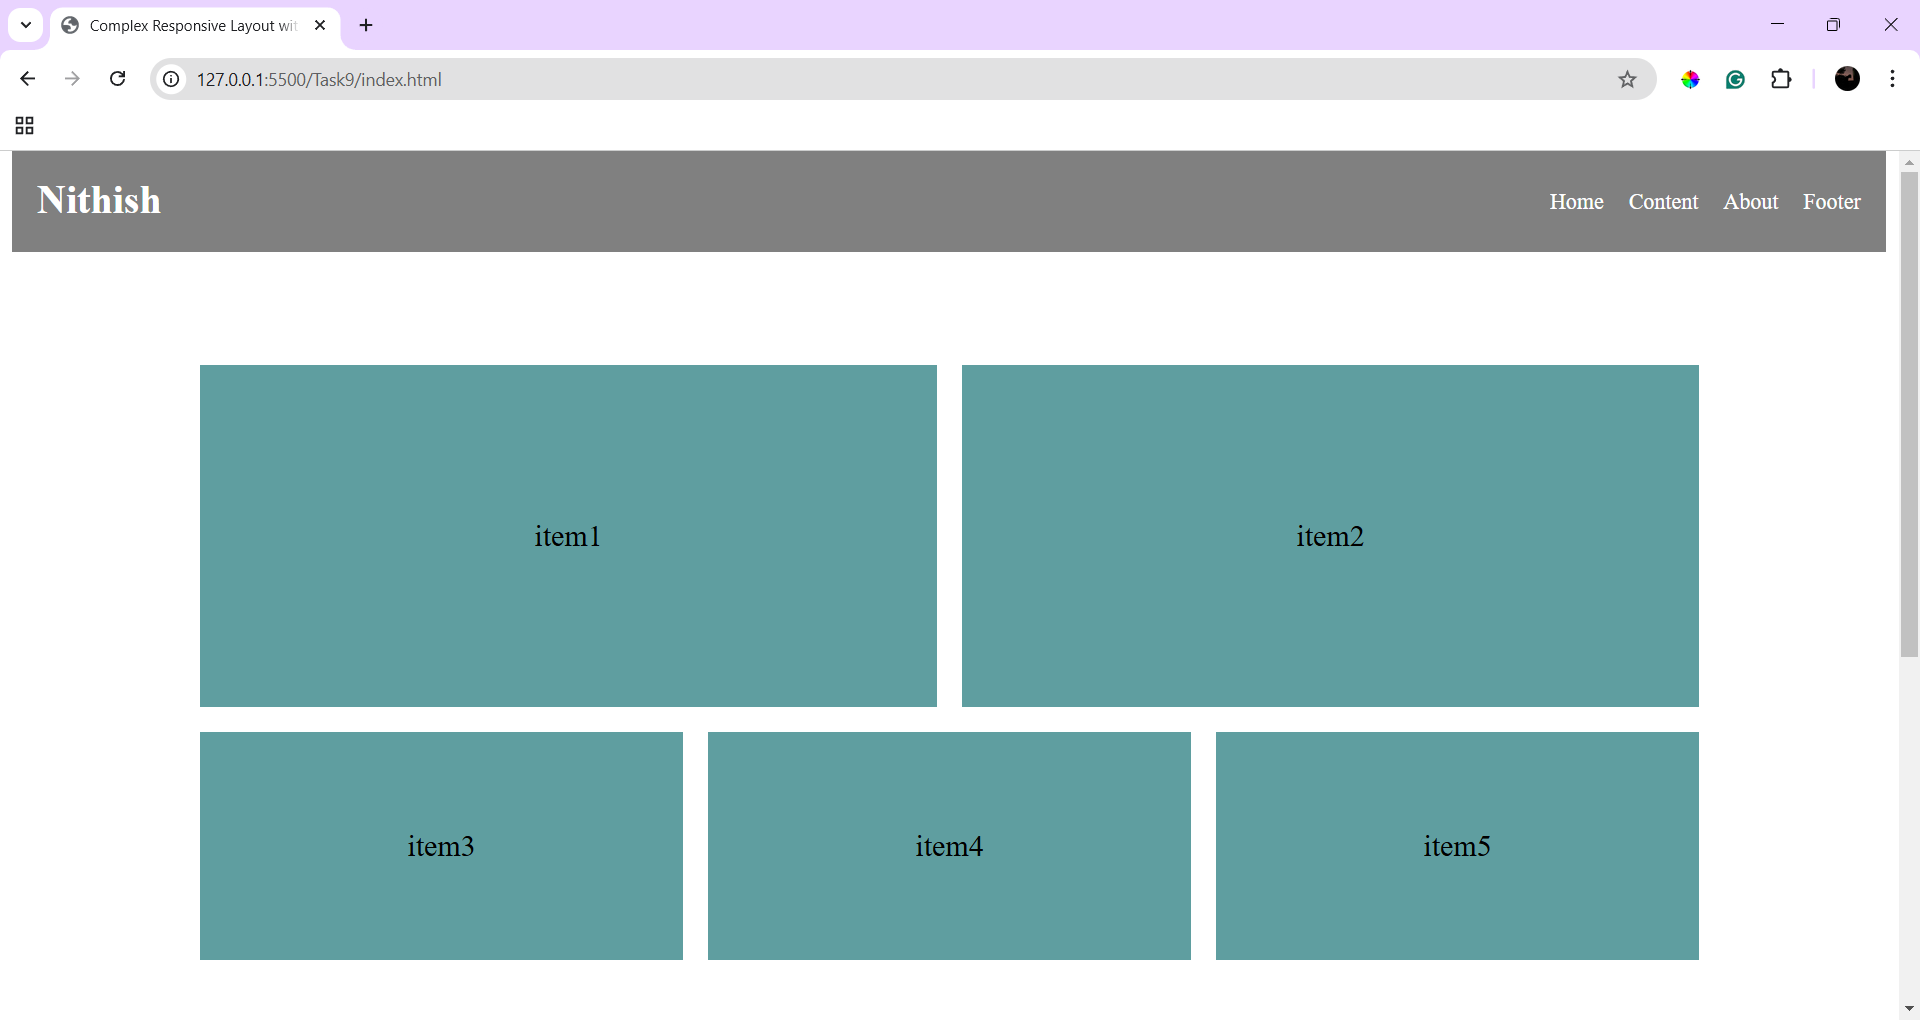 Complex Responsive Layout wit
127.0.0.1:5500/Task9/index.html
Nithish
Home Content About Footer
item1 item2
item3 item4 item5